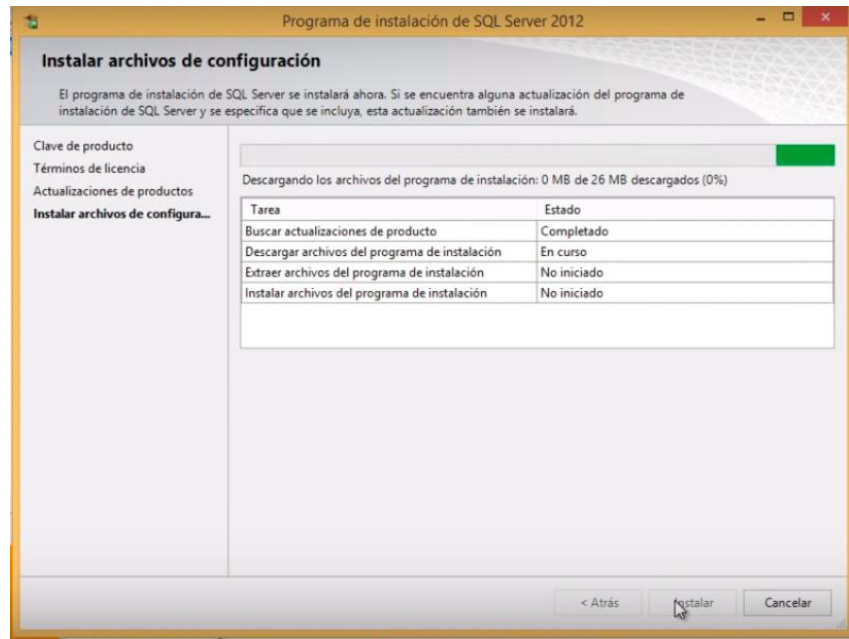 Programa de instalación de SQL Server 2012
Instalar archivos de configuración
El programa de instalación de SQL Server se instalará ahora. Si se encuentra alguna actualización del programa de
instalación de SQL Server y se especifica que se incluya, esta actualización también se instalará.
Clave de producto
Términos de licencia
Actualizaciones de productos
Instalar archivos de configura...
Descargando los archivos del programa de instalación: 0 MB de 26 MB descargados (0%)
Tarea Estado
Buscar actualizaciones de producto Completado
Descargar archivos del programa de instalación En curso
Extraer archivos del programa de instalación No iniciado
Instalar archivos del programa de instalación No iniciado
< Atrás Instalar Cancelar